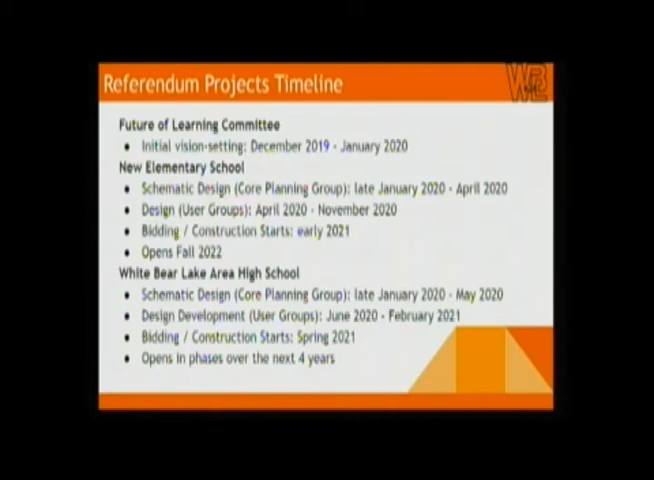 Referendum Projects Timeline
Future of Learning Committee
● Initial vision-setting: December 2019 - January 2020
New Elementary School
● Schematic Design (Core Planning Group): late January 2020 - April 2020
● Design (User Groups): April 2020 - November 2020
● Bidding / Construction Starts: early 2021
● Opens Fall 2022
White Bear Lake Area High School
● Schematic Design (Core Planning Group): late January 2020 - May 2020
● Design Development (User Groups): June 2020 - February 2021
● Bidding / Construction Starts: Spring 2021
● Opens in phases over the next 4 years